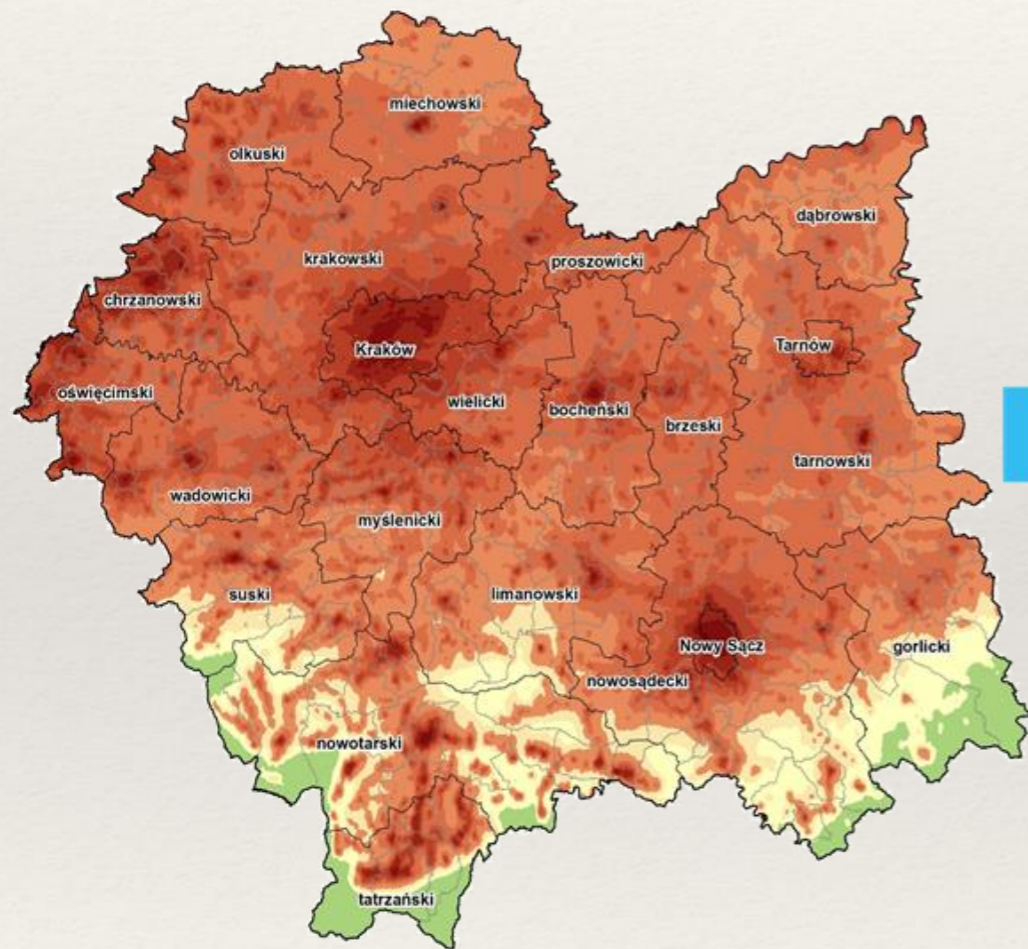 miechowski
olkuski
dąbrowski
krakowski
proszowicki
chrzanowski
Kraków
Tarnów
oświęcimski
wielicki
bocheński
brzeski
tarnowski
wadowicki
myślenicki
suski
limanowski
Nowy Sącz
gorlicki
nowosądecki
nowotarski
tatrzański